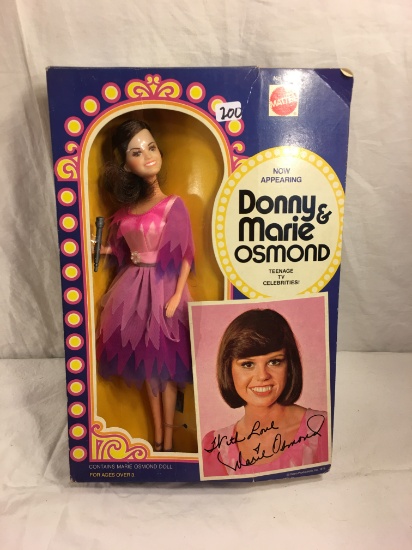 200
MATTEL
NOW
APPEARING
Donny &
Marie
OSMOND
TEENAGE
TV
CELEBRITIES!
With Love
Marie Osmond
CONTAINS MARIE OSMOND DOLL
FOR AGES OVER 3